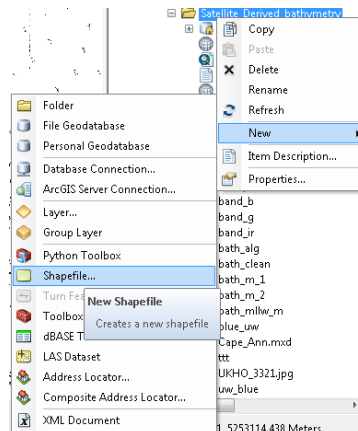 Satellite_Derived_bathymetry
Copy
Paste
Delete
Rename
Refresh
New
Item Description...
Properties...
Folder
File Geodatabase
Personal Geodatabase
Database Connection...
ArcGIS Server Connection...
Layer...
Group Layer
Python Toolbox
Shapefile...
Turn Fea
Toolbox
dBASE T
LAS Dataset
Address Locator...
Composite Address Locator...
XML Document
New Shapefile
Creates a new shapefile
band_b
band_g
band_ir
bath_alg
bath_clean
bath_m_1
bath_m_2
bath_mllw_m
blue_uw
Cape_Ann.mxd
ttt
UKHO_3321.jpg
uw_blue
1 5253114.438 Meters